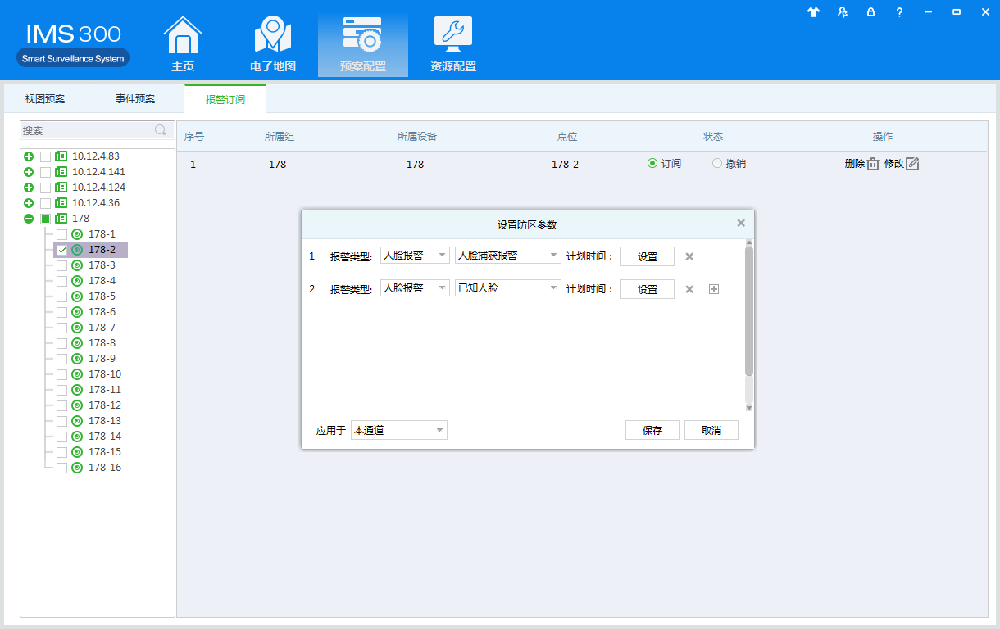 IMS 300
Smart Surveillance System
主页
电子地图
预案配置
资源配置
视图预案
事件预案
报警订阅
搜索
10.12.4.83
10.12.4.141
10.12.4.124
10.12.4.36
178
178-1
178-2
178-3
178-4
178-5
178-6
178-7
178-8
178-9
178-10
178-11
178-12
178-13
178-14
178-15
178-16
序号 所属组 所属设备 点位 状态 操作
1 178 178 178-2 订阅 撤销 删除 修改
设置防区参数
1 报警类型: 人脸报警 人脸捕获报警 计划时间： 设置
2 报警类型: 人脸报警 已知人脸 计划时间： 设置
应用于 本通道 保存 取消